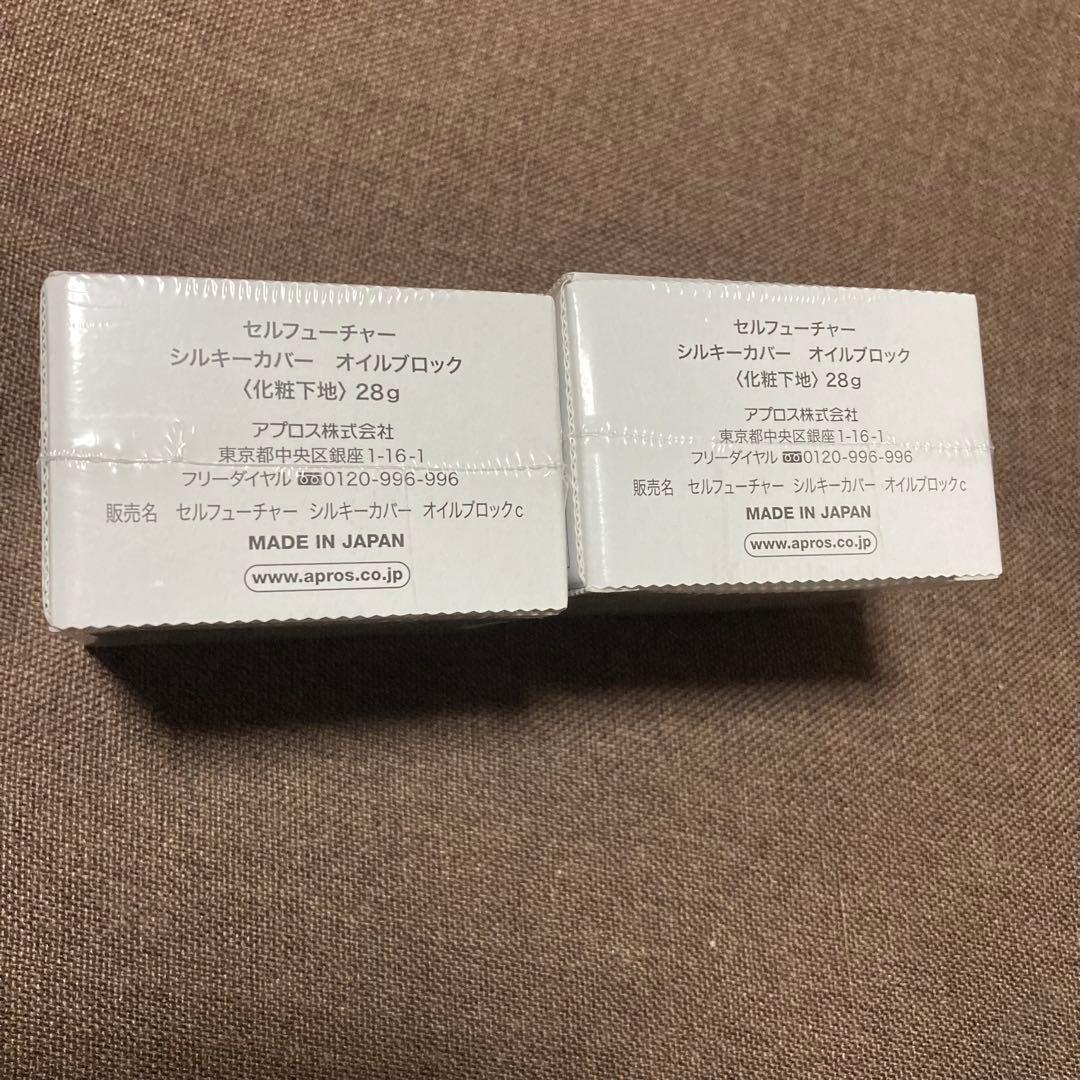 セルフューチャー
シルキーカバー　オイルブロック
〈化粧下地〉28g
アプロス株式会社
東京都中央区銀座1-16-1
フリーダイヤル 0120-996-996
販売名　セルフューチャー　シルキーカバー　オイルブロックc
MADE IN JAPAN
www.apros.co.jp
セルフューチャー
シルキーカバー　オイルブロック
〈化粧下地〉28g
アプロス株式会社
東京都中央区銀座1-16-1
フリーダイヤル 0120-996-996
販売名　セルフューチャー　シルキーカバー　オイルブロックc
MADE IN JAPAN
www.apros.co.jp